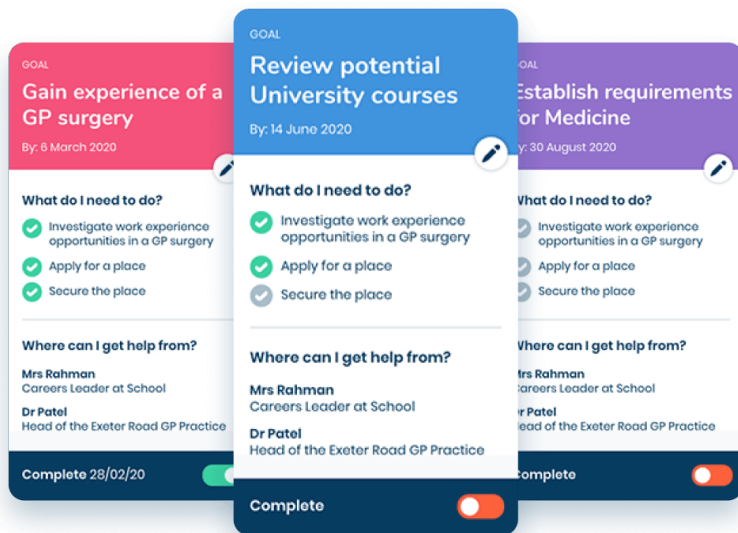 GOAL
Gain experience of a
GP surgery
By: 6 March 2020
What do I need to do?
Investigate work experience
opportunities in a GP surgery
Apply for a place
Secure the place
Where can I get help from?
Mrs Rahman
Careers Leader at School
Dr Patel
Head of the Exeter Road GP Practice
Complete 28/02/20
GOAL
Review potential
University courses
By: 14 June 2020
What do I need to do?
Investigate work experience
opportunities in a GP surgery
Apply for a place
Secure the place
Where can I get help from?
Mrs Rahman
Careers Leader at School
Dr Patel
Head of the Exeter Road GP Practice
Complete
GOAL
Establish requirements
for Medicine
By: 30 August 2020
What do I need to do?
Investigate work experience
opportunities in a GP surgery
Apply for a place
Secure the place
Where can I get help from?
Mrs Rahman
Careers Leader at School
Dr Patel
Head of the Exeter Road GP Practice
Complete